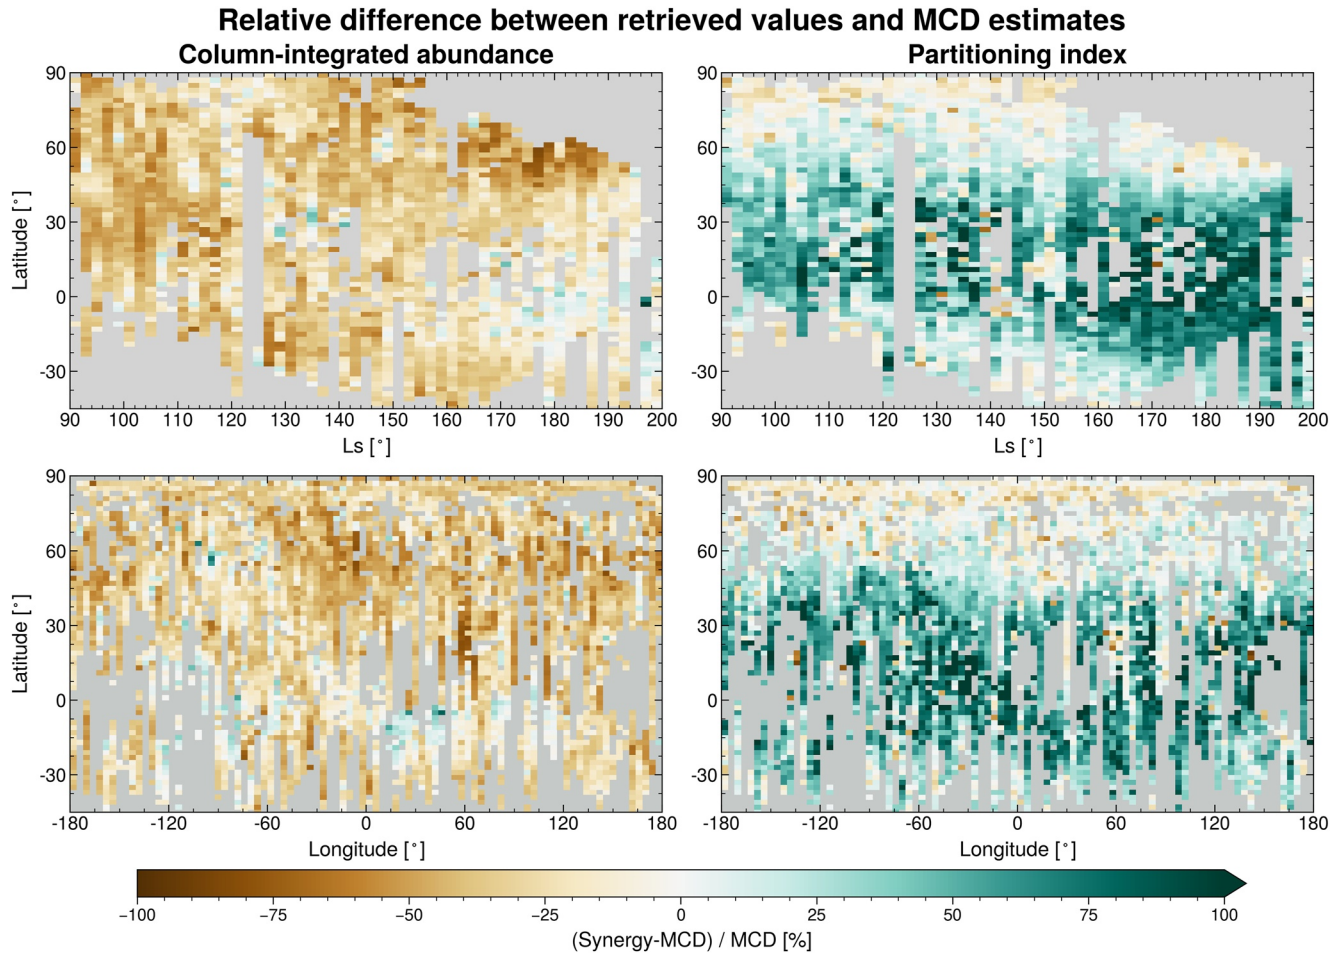 Relative difference between retrieved values and MCD estimates
Column-integrated abundance
Partitioning index
90
60
30
0
-30
Latitude [°]
90 100 110 120 130 140 150 160 170 180 190 200
Ls [°]
90
60
30
0
-30
90 100 110 120 130 140 150 160 170 180 190 200
Ls [°]
90
60
30
0
-30
Latitude [°]
-180 -120 -60 0 60 120 180
Longitude [°]
90
60
30
0
-30
-180 -120 -60 0 60 120 180
Longitude [°]
−100 −75 −50 −25 0 25 50 75 100
(Synergy-MCD) / MCD [%]